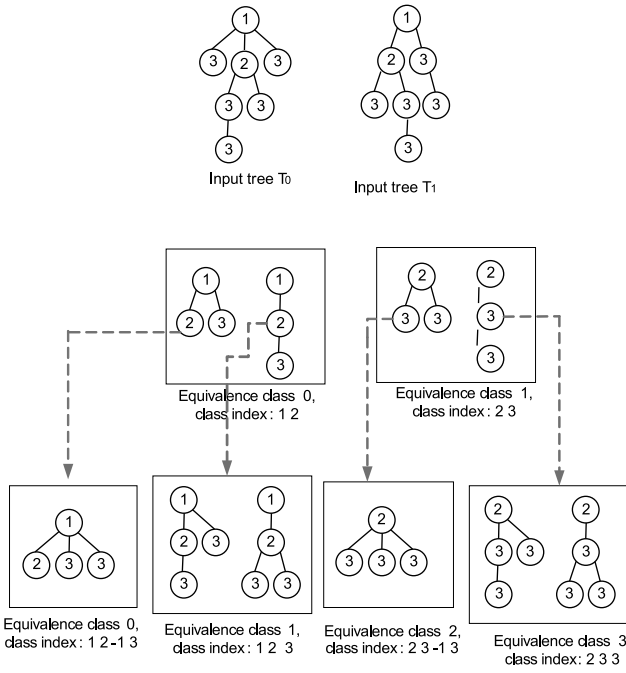 1
3 2 3
3 3
3
Input tree T0
1
2 3
3 3 3
3
Input tree T1
1
2 3
1
2
3
Equivalence class 0,
class index: 1 2
2
3 3
2
3
3
Equivalence class 1,
class index: 2 3
1
2 3 3
Equivalence class 0,
class index: 1 2 -1 3
1
2 3
3
1
2
3 3
Equivalence class 1,
class index: 1 2 3
2
3 3 3
Equivalence class 2,
class index: 2 3 -1 3
2
3 3
3
2
3
3 3
Equivalence class 3
class index: 2 3 3